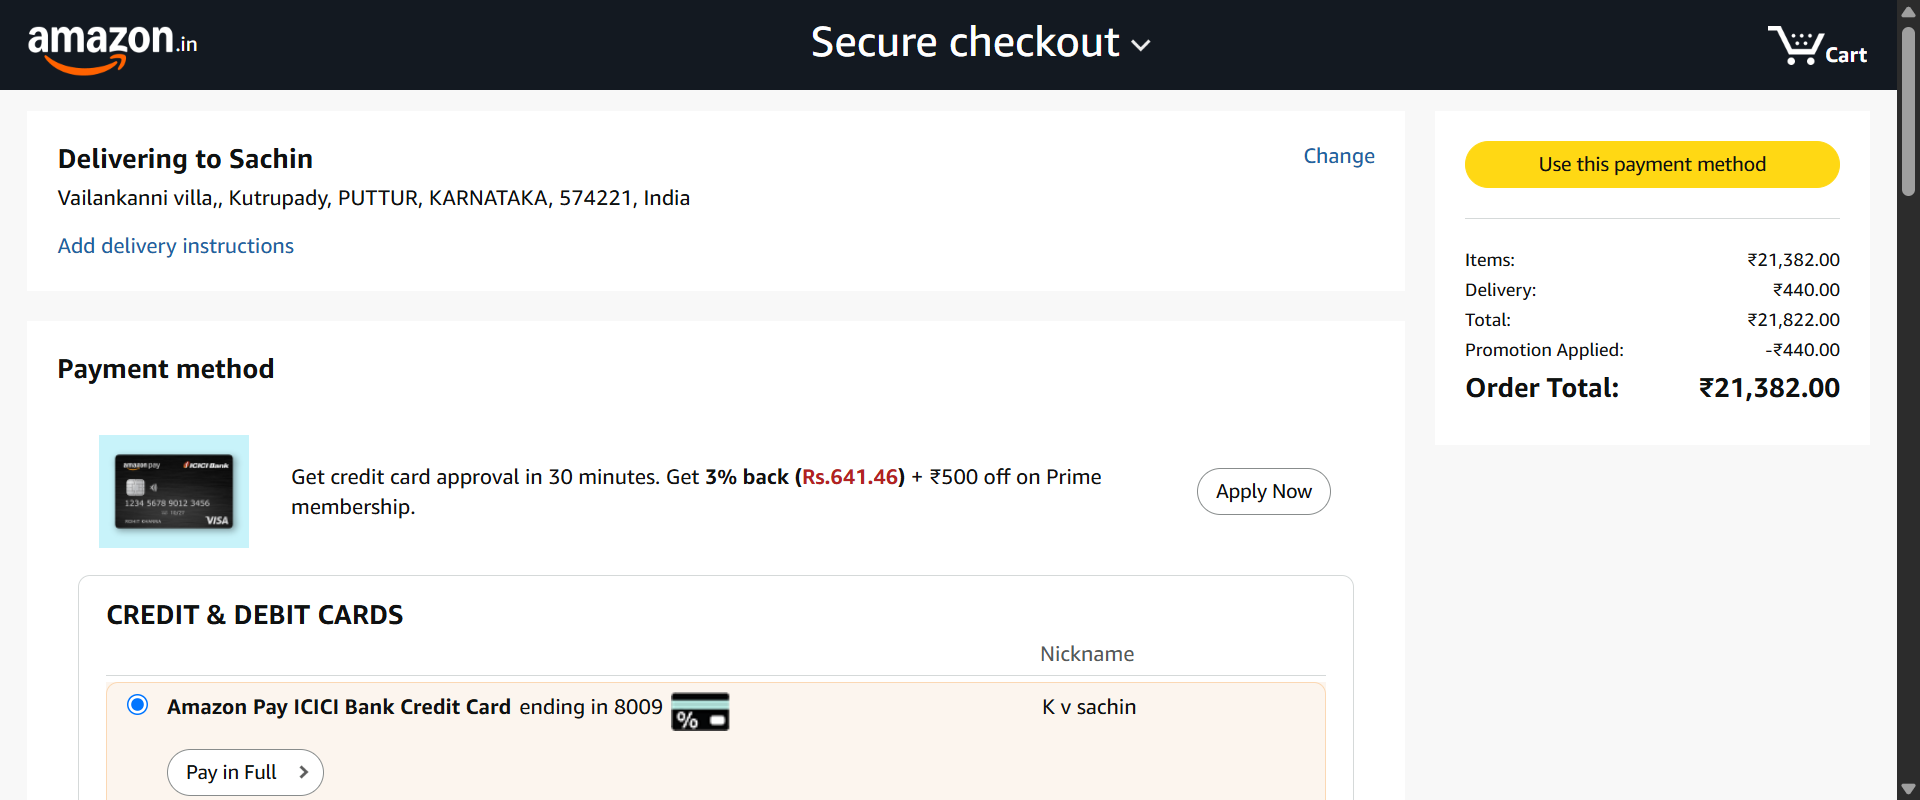 amazon.in
Secure checkout
Cart
Delivering to Sachin
Change
Vailankanni villa,, Kutrupady, PUTTUR, KARNATAKA, 574221, India
Add delivery instructions
Use this payment method
Items: ₹21,382.00
Delivery: ₹440.00
Total: ₹21,822.00
Promotion Applied: -₹440.00
Order Total: ₹21,382.00
Payment method
amazon pay ICICI Bank
1234 5678 9012 3456
VISA
Get credit card approval in 30 minutes. Get 3% back (Rs.641.46) + ₹500 off on Prime
membership.
Apply Now
CREDIT & DEBIT CARDS
Nickname
Amazon Pay ICICI Bank Credit Card ending in 8009 % K v sachin
Pay in Full